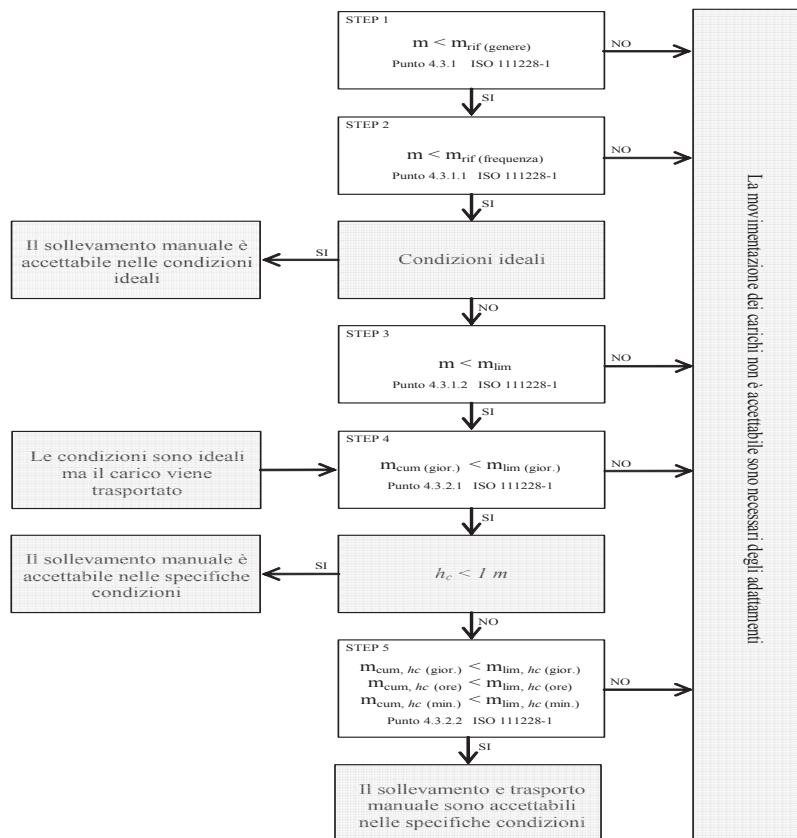 STEP 1
m < mrif (genere)
Punto 4.3.1 ISO 111228-1
NO
SI
STEP 2
m < mrif (frequenza)
Punto 4.3.1.1 ISO 111228-1
NO
SI
Il sollevamento manuale è
accettabile nelle condizioni
ideali
SI
Condizioni ideali
NO
STEP 3
m < mlim
Punto 4.3.1.2 ISO 111228-1
NO
SI
Le condizioni sono ideali
ma il carico viene
trasportato
STEP 4
mcum (gior.) < mlim (gior.)
Punto 4.3.2.1 ISO 111228-1
NO
SI
Il sollevamento manuale è
accettabile nelle specifiche
condizioni
SI
hc < 1 m
NO
STEP 5
mcum, hc (gior.) < mlim, hc (gior.)
mcum, hc (ore) < mlim, hc (ore)
mcum, hc (min.) < mlim, hc (min.)
Punto 4.3.2.2 ISO 111228-1
NO
SI
Il sollevamento e trasporto
manuale sono accettabili
nelle specifiche condizioni
La movimentazione dei carichi non è accettabile sono necessari degli adattamenti